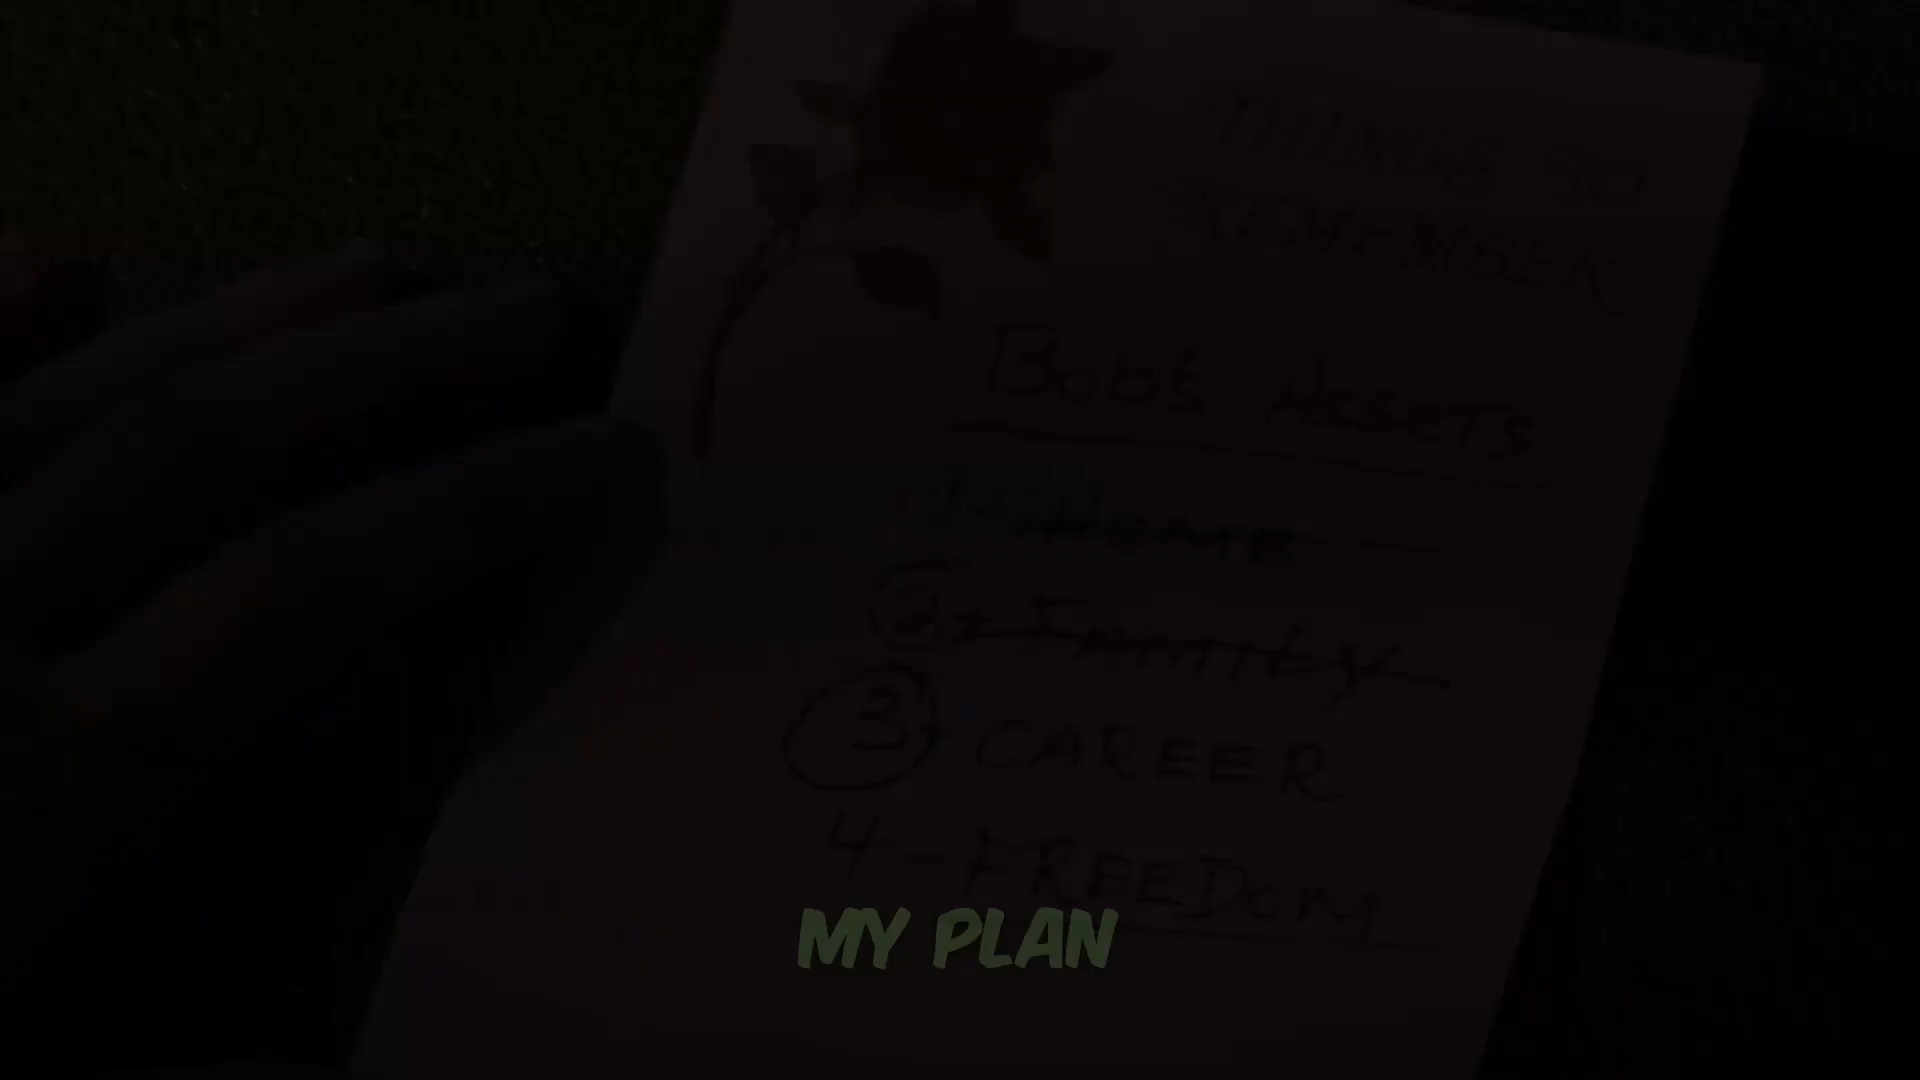 THINGS TO
REMEMBER
Bob's Assets
1- Home
2- FAMILY
3- CAREER
4- FREEDOM
MY PLAN